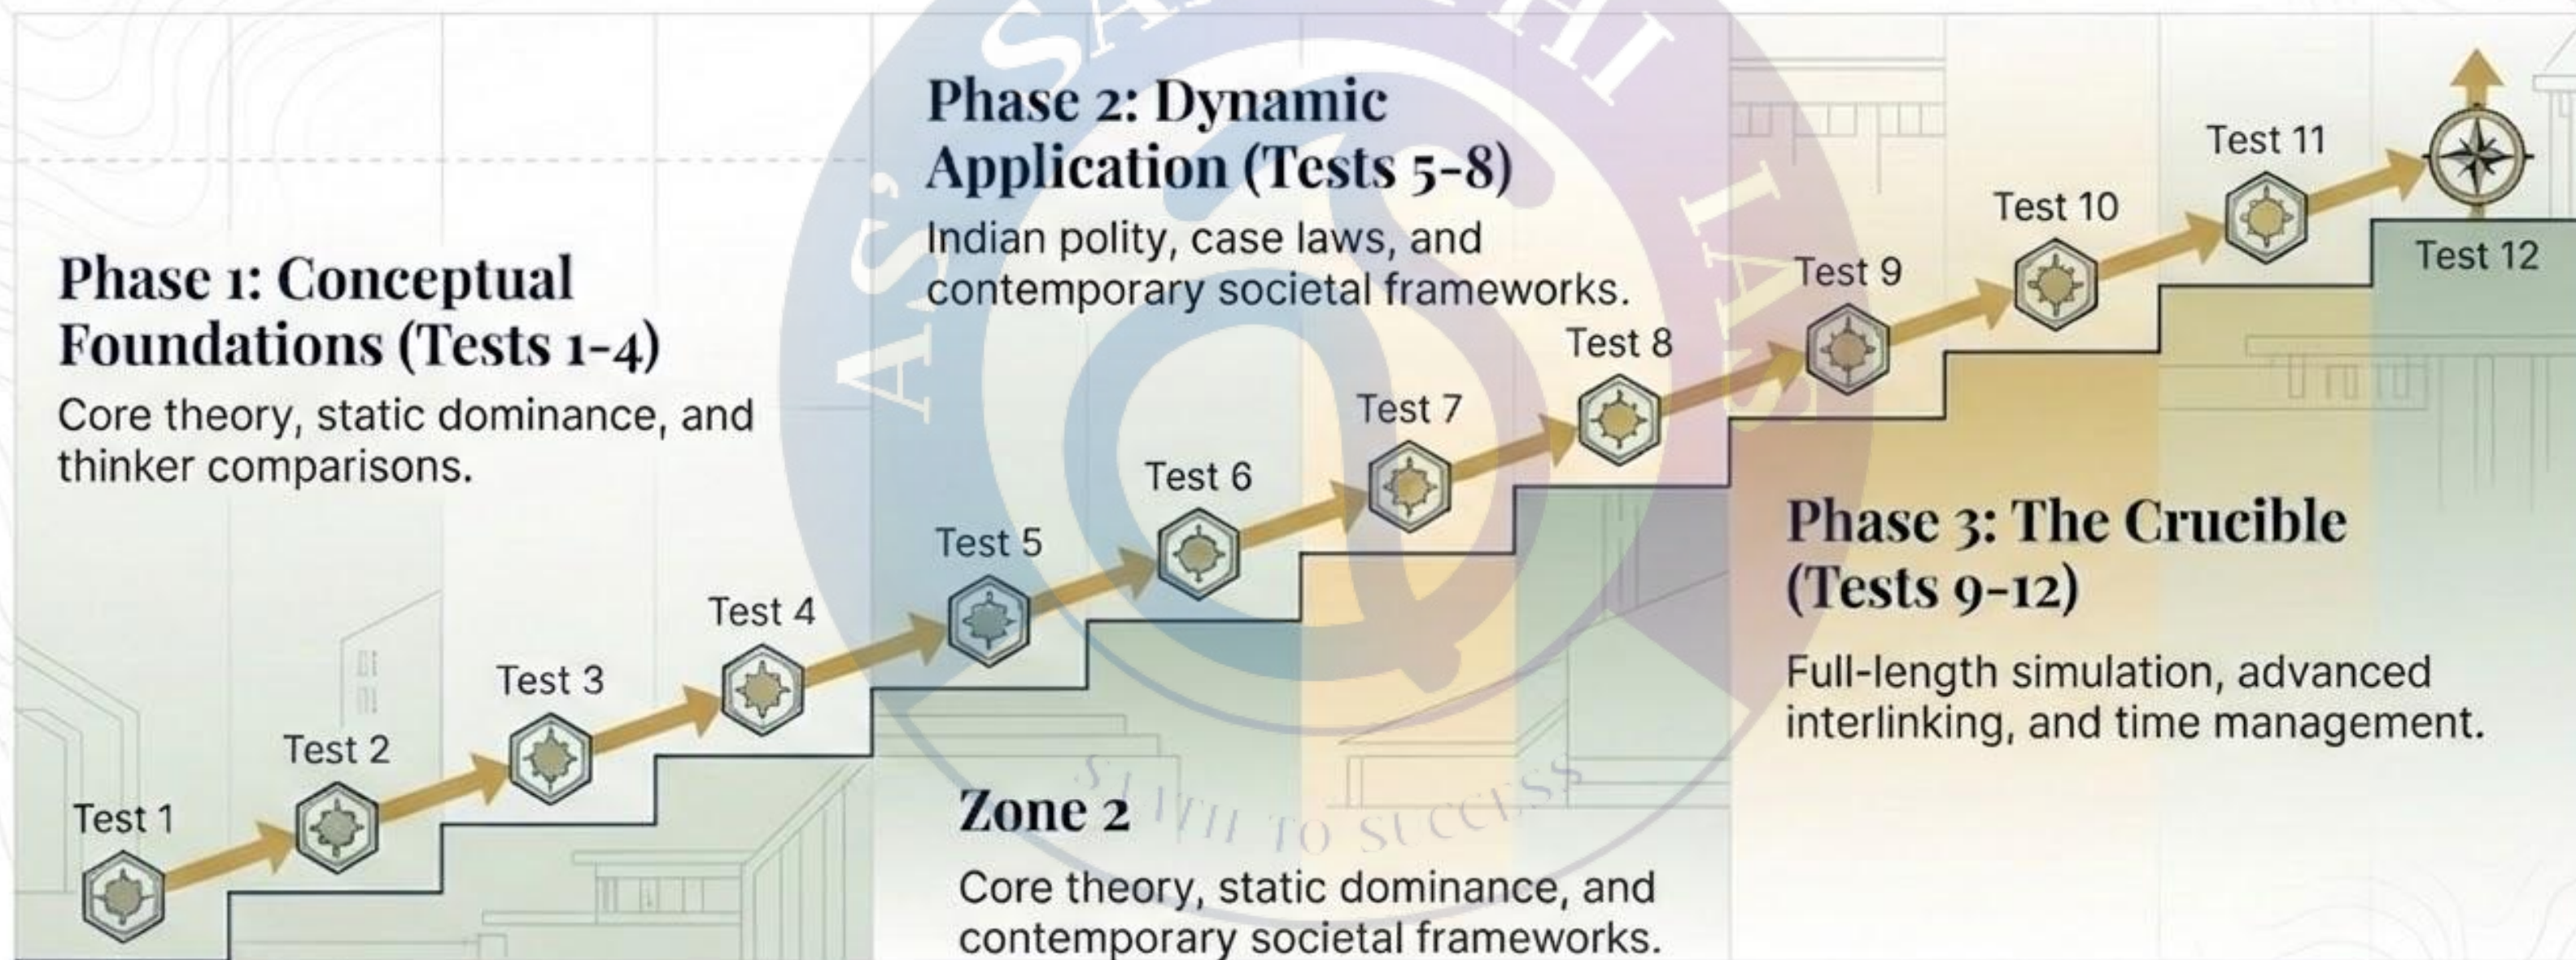 Phase 1: Conceptual
Foundations (Tests 1-4)
Core theory, static dominance, and
thinker comparisons.
Phase 2: Dynamic
Application (Tests 5-8)
Indian polity, case laws, and
contemporary societal frameworks.
Test 1
Test 2
Test 3
Test 4
Test 5
Test 6
Test 7
Test 8
Test 9
Test 10
Test 11
Test 12
Phase 3: The Crucible
(Tests 9-12)
Full-length simulation, advanced
interlinking, and time management.
Zone 2
Core theory, static dominance, and
contemporary societal frameworks.
IAS
TO SUCCESS